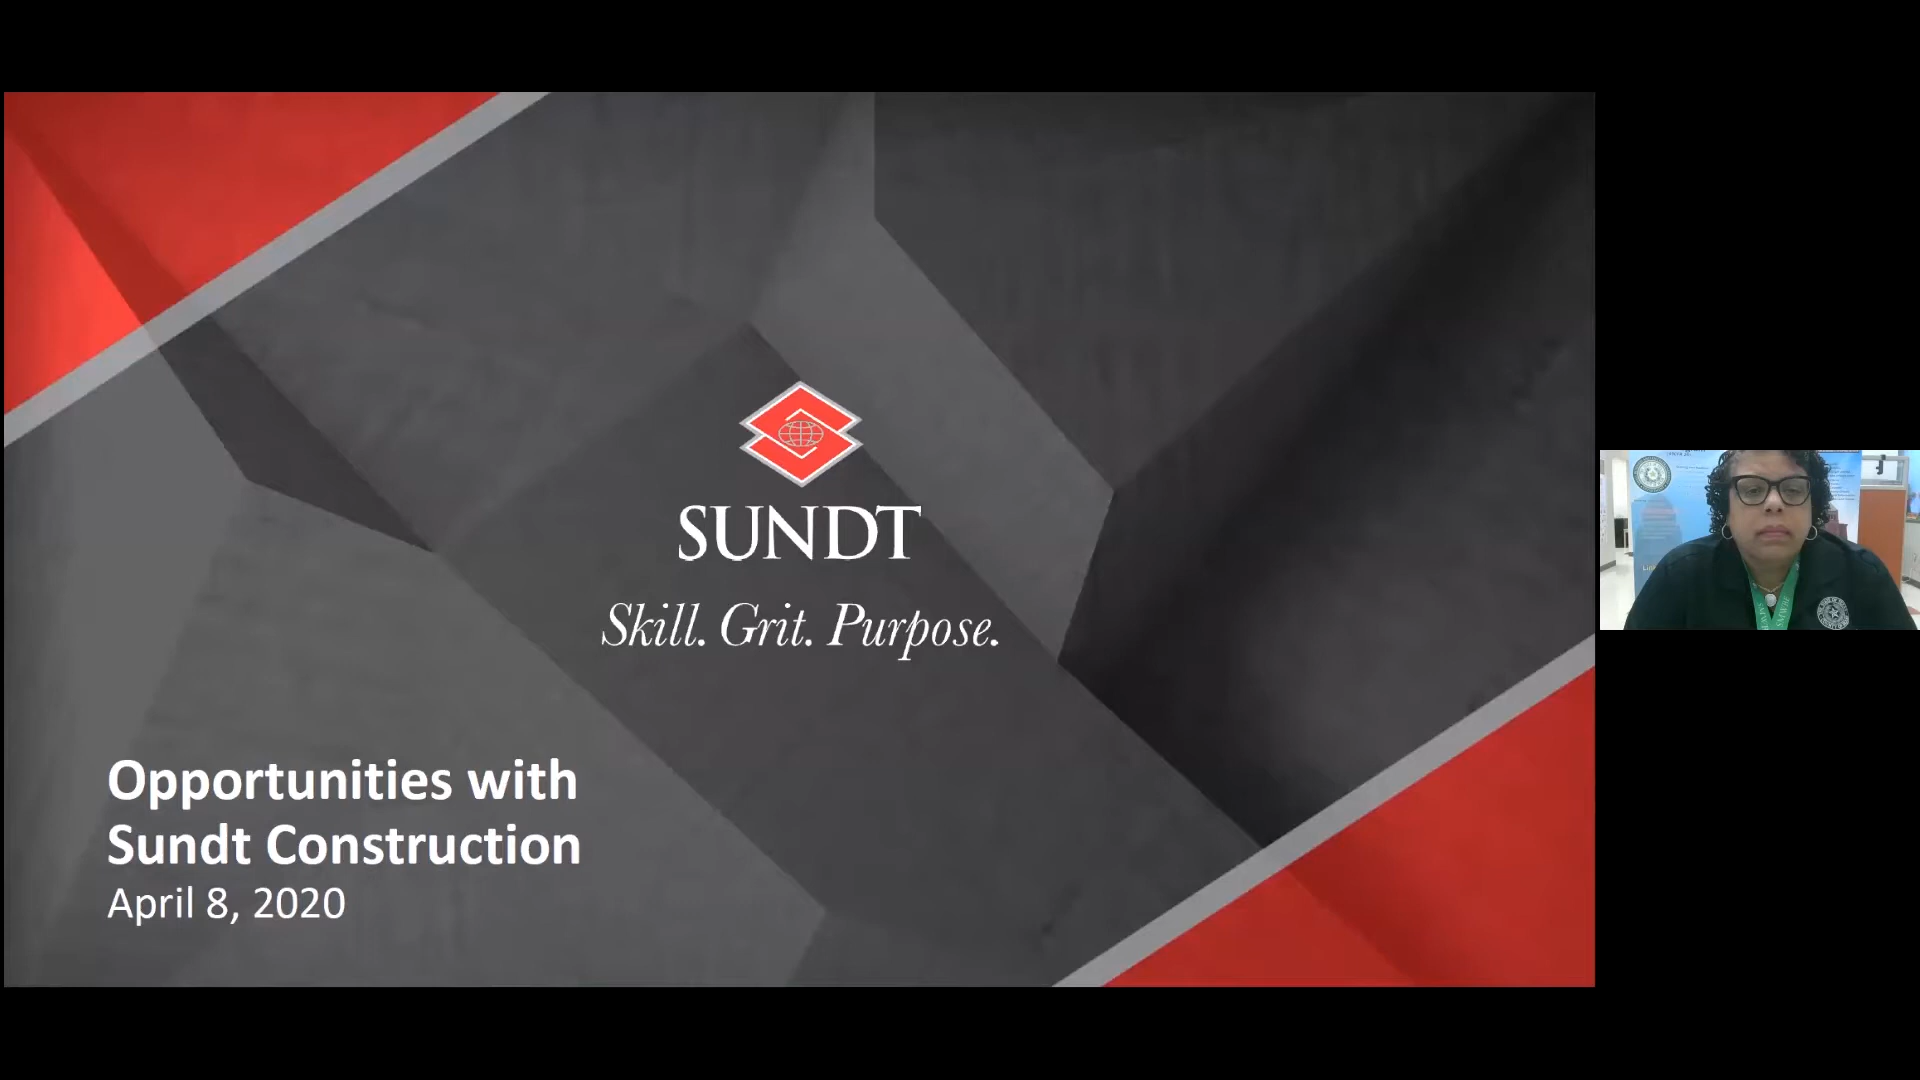 SUNDT
Skill. Grit. Purpose.
Opportunities with
Sundt Construction
April 8, 2020